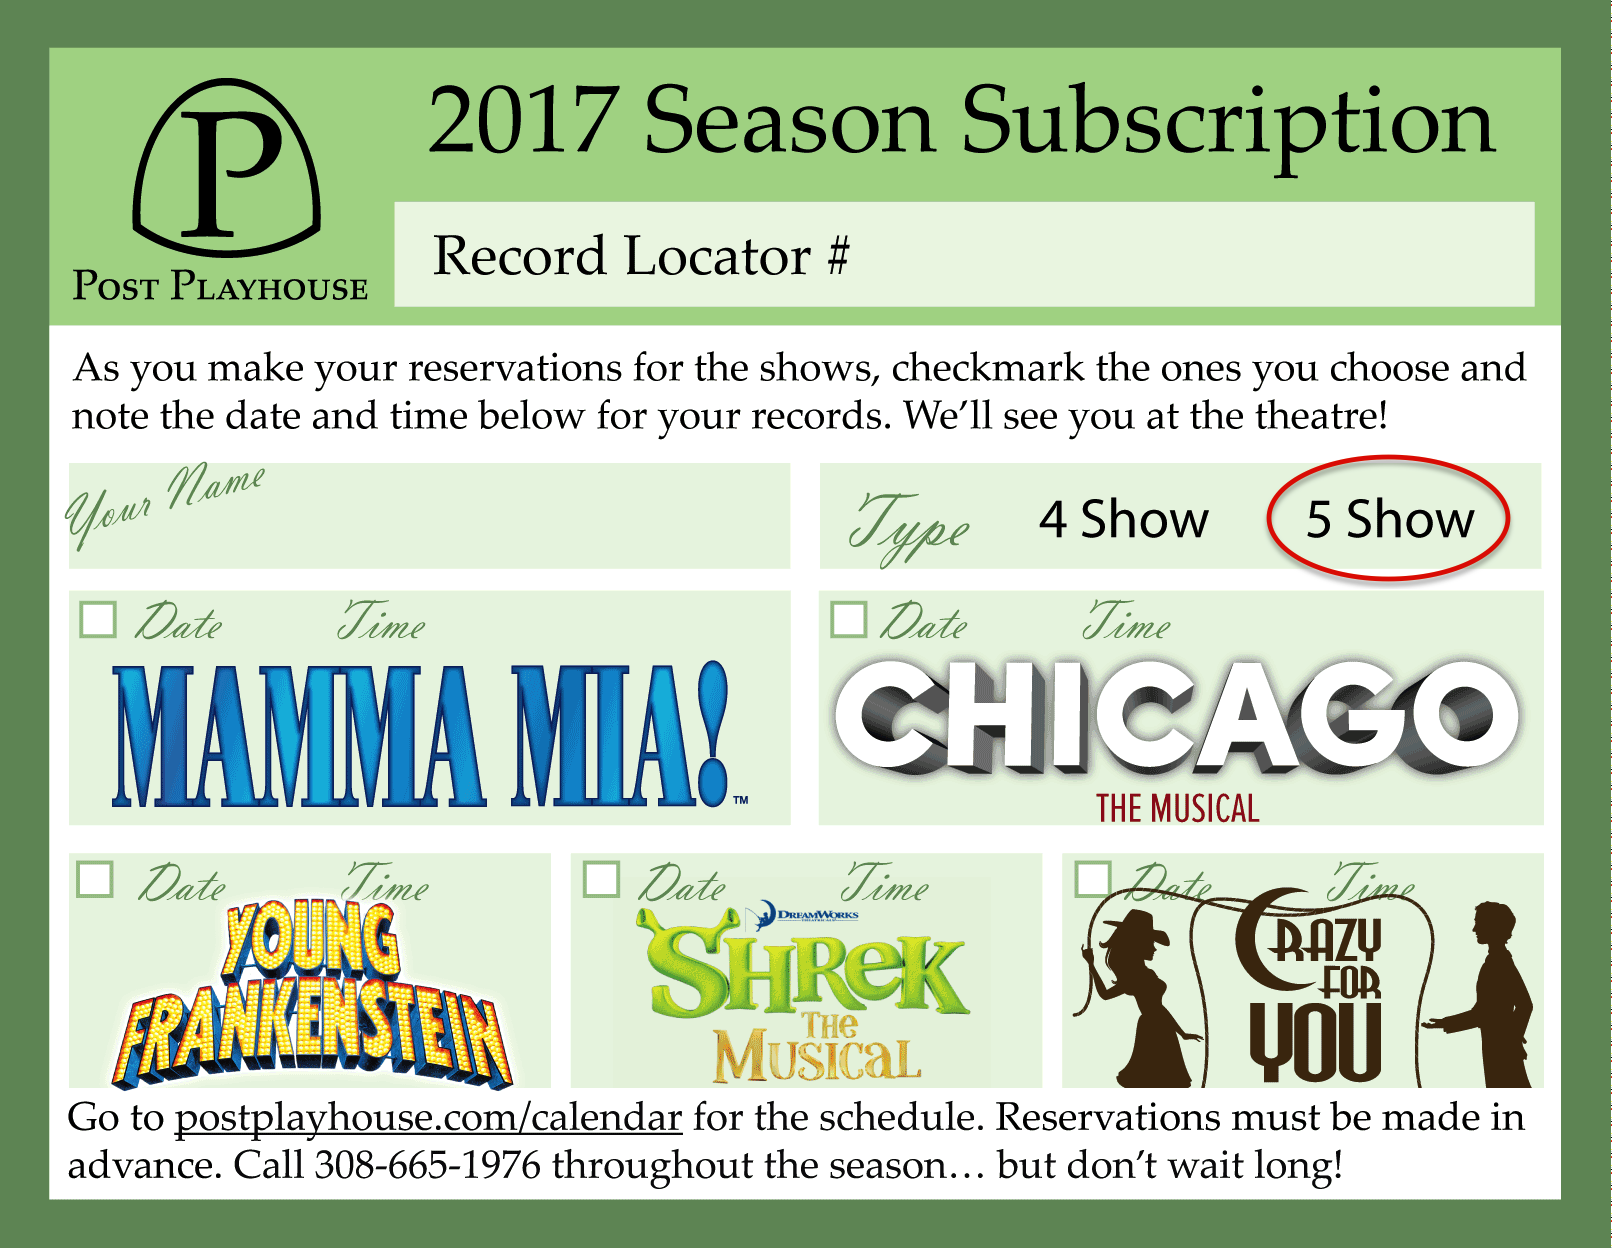 P
POST PLAYHOUSE
2017 Season Subscription
Record Locator #
As you make your reservations for the shows, checkmark the ones you choose and
note the date and time below for your records. We'll see you at the theatre!
Your Name
Type 4 Show 5 Show
Date Time
MAMMA MIA!™
Date Time
CHICAGO
THE MUSICAL
Date Time
YOUNG
FRANKENSTEIN
Date Time
DREAMWORKS
SHREK
THE
MUSICAL
Date Time
CRAZY
FOR
YOU
Go to postplayhouse.com/calendar for the schedule. Reservations must be made in
advance. Call 308-665-1976 throughout the season… but don't wait long!